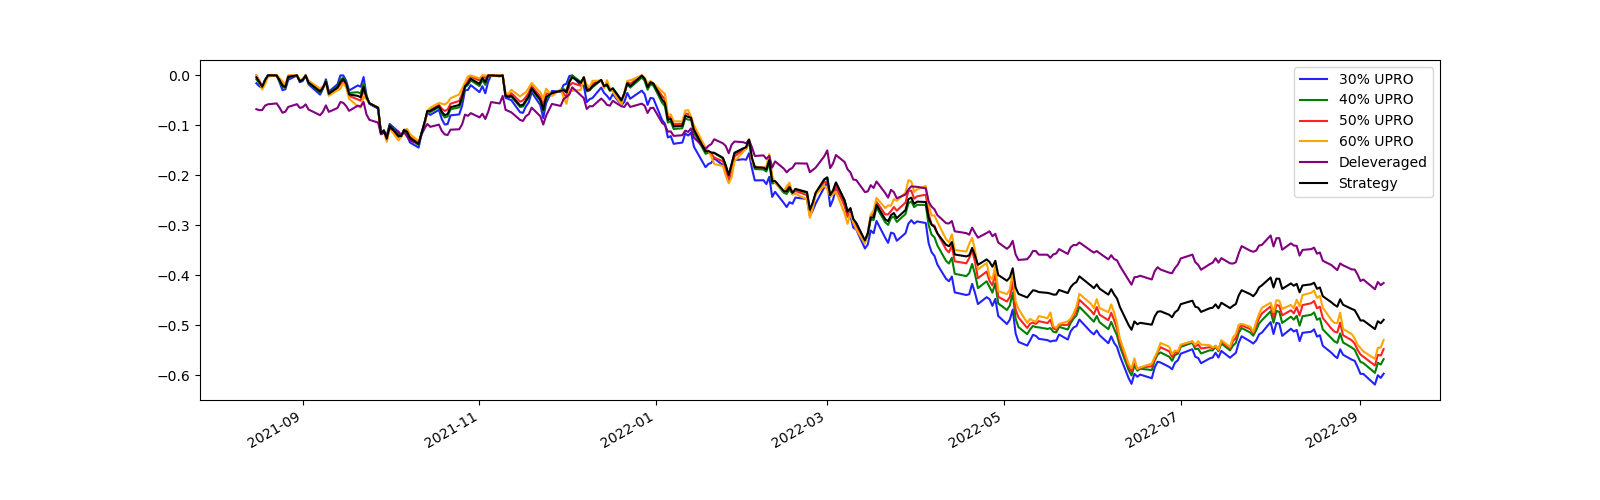 0.0
−0.1
−0.2
−0.3
−0.4
−0.5
−0.6
30% UPRO
40% UPRO
50% UPRO
60% UPRO
Deleveraged
Strategy
2021-09
2021-11
2022-01
2022-03
2022-05
2022-07
2022-09